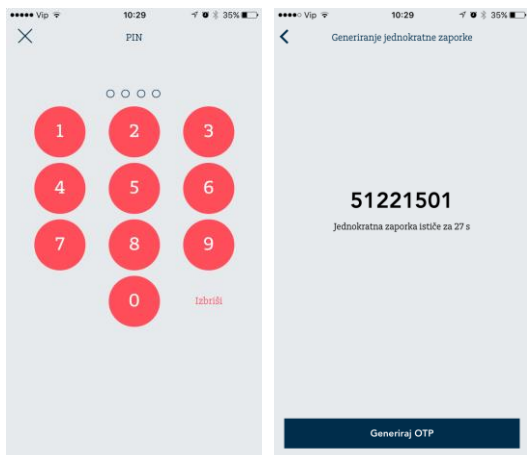 Vip 10:29 35%
PIN
1 2 3
4 5 6
7 8 9
0 Izbriši
Vip 10:29 35%
Generiranje jednokratne zaporke
51221501
Jednokratna zaporka ističe za 27 s
Generiraj OTP